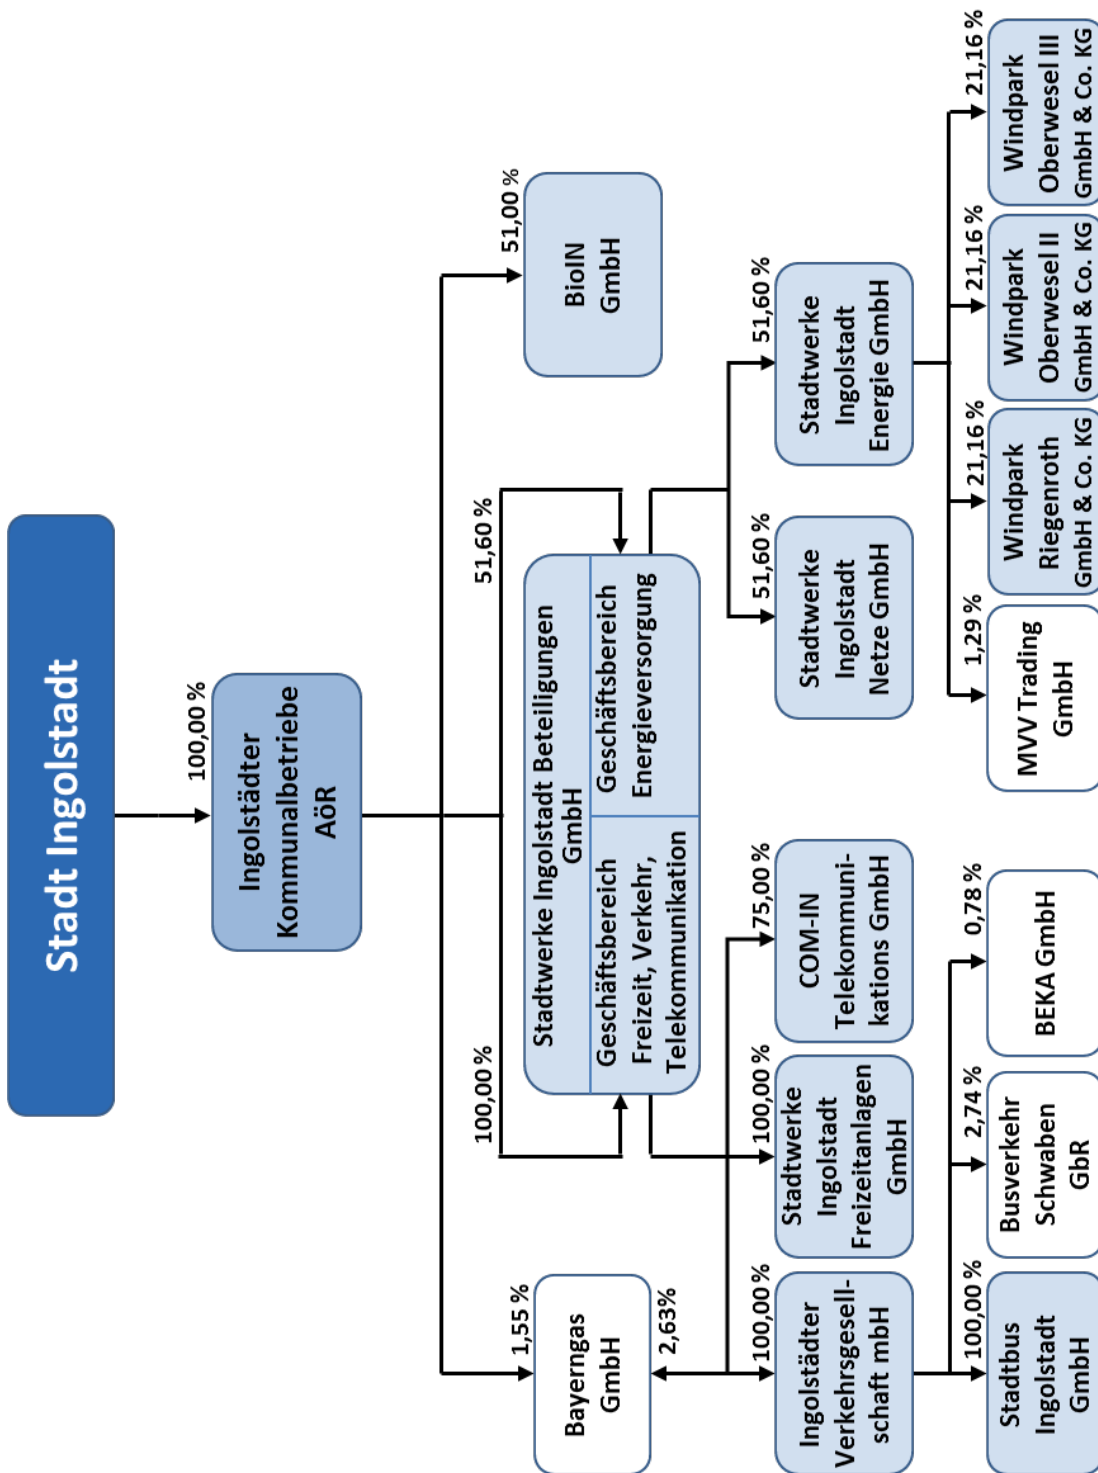 Stadt Ingolstadt
100,00 %
Ingolstädter
Kommunalbetriebe
AöR
1,55 %
Bayerngas
GmbH
2,63%
100,00 %
51,60 %
Stadtwerke Ingolstadt Beteiligungen
GmbH
Geschäftsbereich
Freizeit, Verkehr,
Telekommunikation
Geschäftsbereich
Energieversorgung
51,00 %
BioIN
GmbH
100,00 %
Ingolstädter
Verkehrsgesell-
schaft mbH
100,00 %
Stadtwerke
Ingolstadt
Freizeitanlagen
GmbH
75,00 %
COM-IN
Telekommuni-
kations GmbH
51,60 %
Stadtwerke
Ingolstadt
Netze GmbH
51,60 %
Stadtwerke
Ingolstadt
Energie GmbH
100,00 %
Stadtbus
Ingolstadt
GmbH
2,74 %
Busverkehr
Schwaben
GbR
0,78 %
BEKA GmbH
1,29 %
MVV Trading
GmbH
21,16 %
Windpark
Riegenroth
GmbH & Co. KG
21,16 %
Windpark
Oberwesel II
GmbH & Co. KG
21,16 %
Windpark
Oberwesel III
GmbH & Co. KG